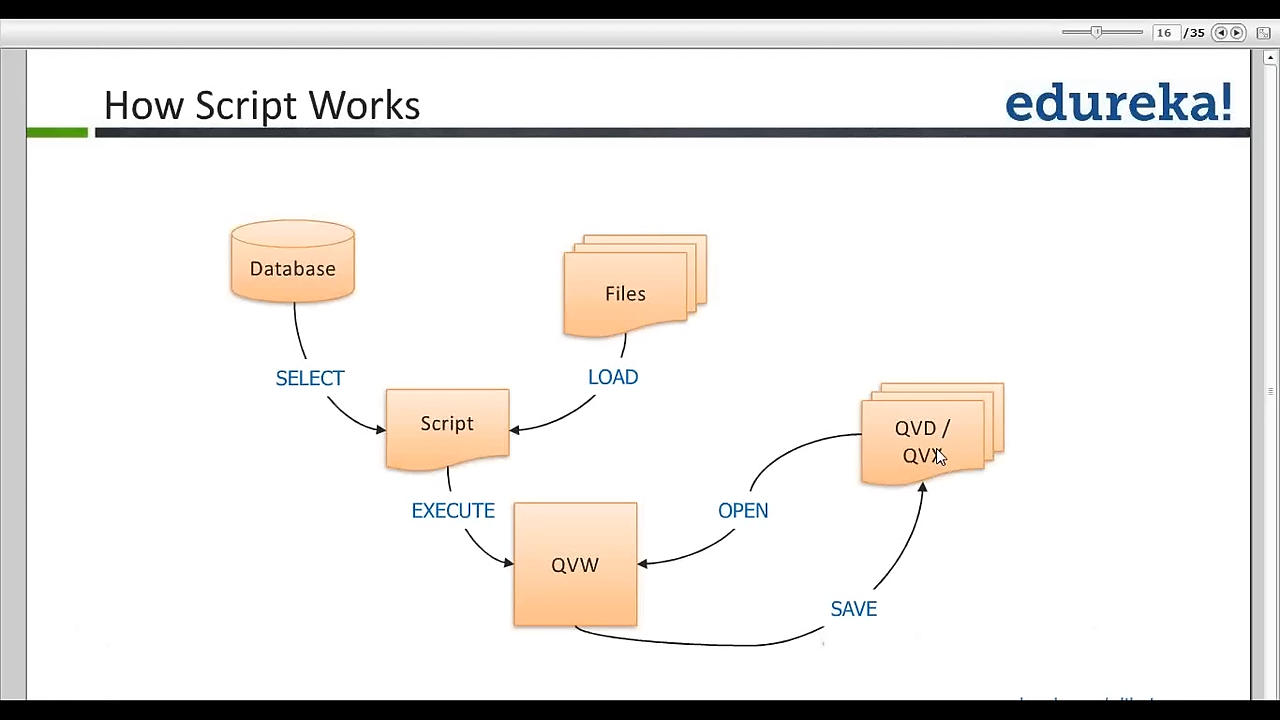 16 /35
How Script Works
edureka!
Database
Files
SELECT
LOAD
Script
QVD /
QVX
EXECUTE
OPEN
QVW
SAVE